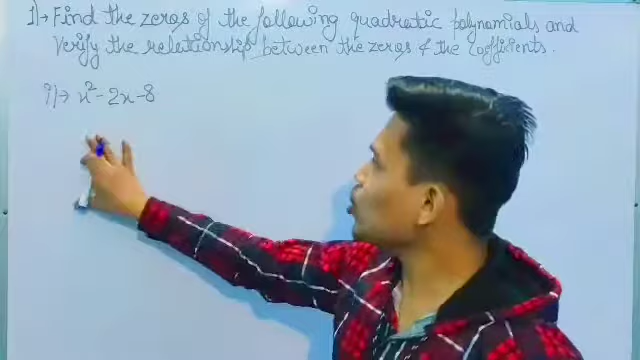 1)→ Find the zeros of the following quadratic polynomials and
Verify the relationship between the zeros & the Coefficients.
i)→ x² - 2x - 8